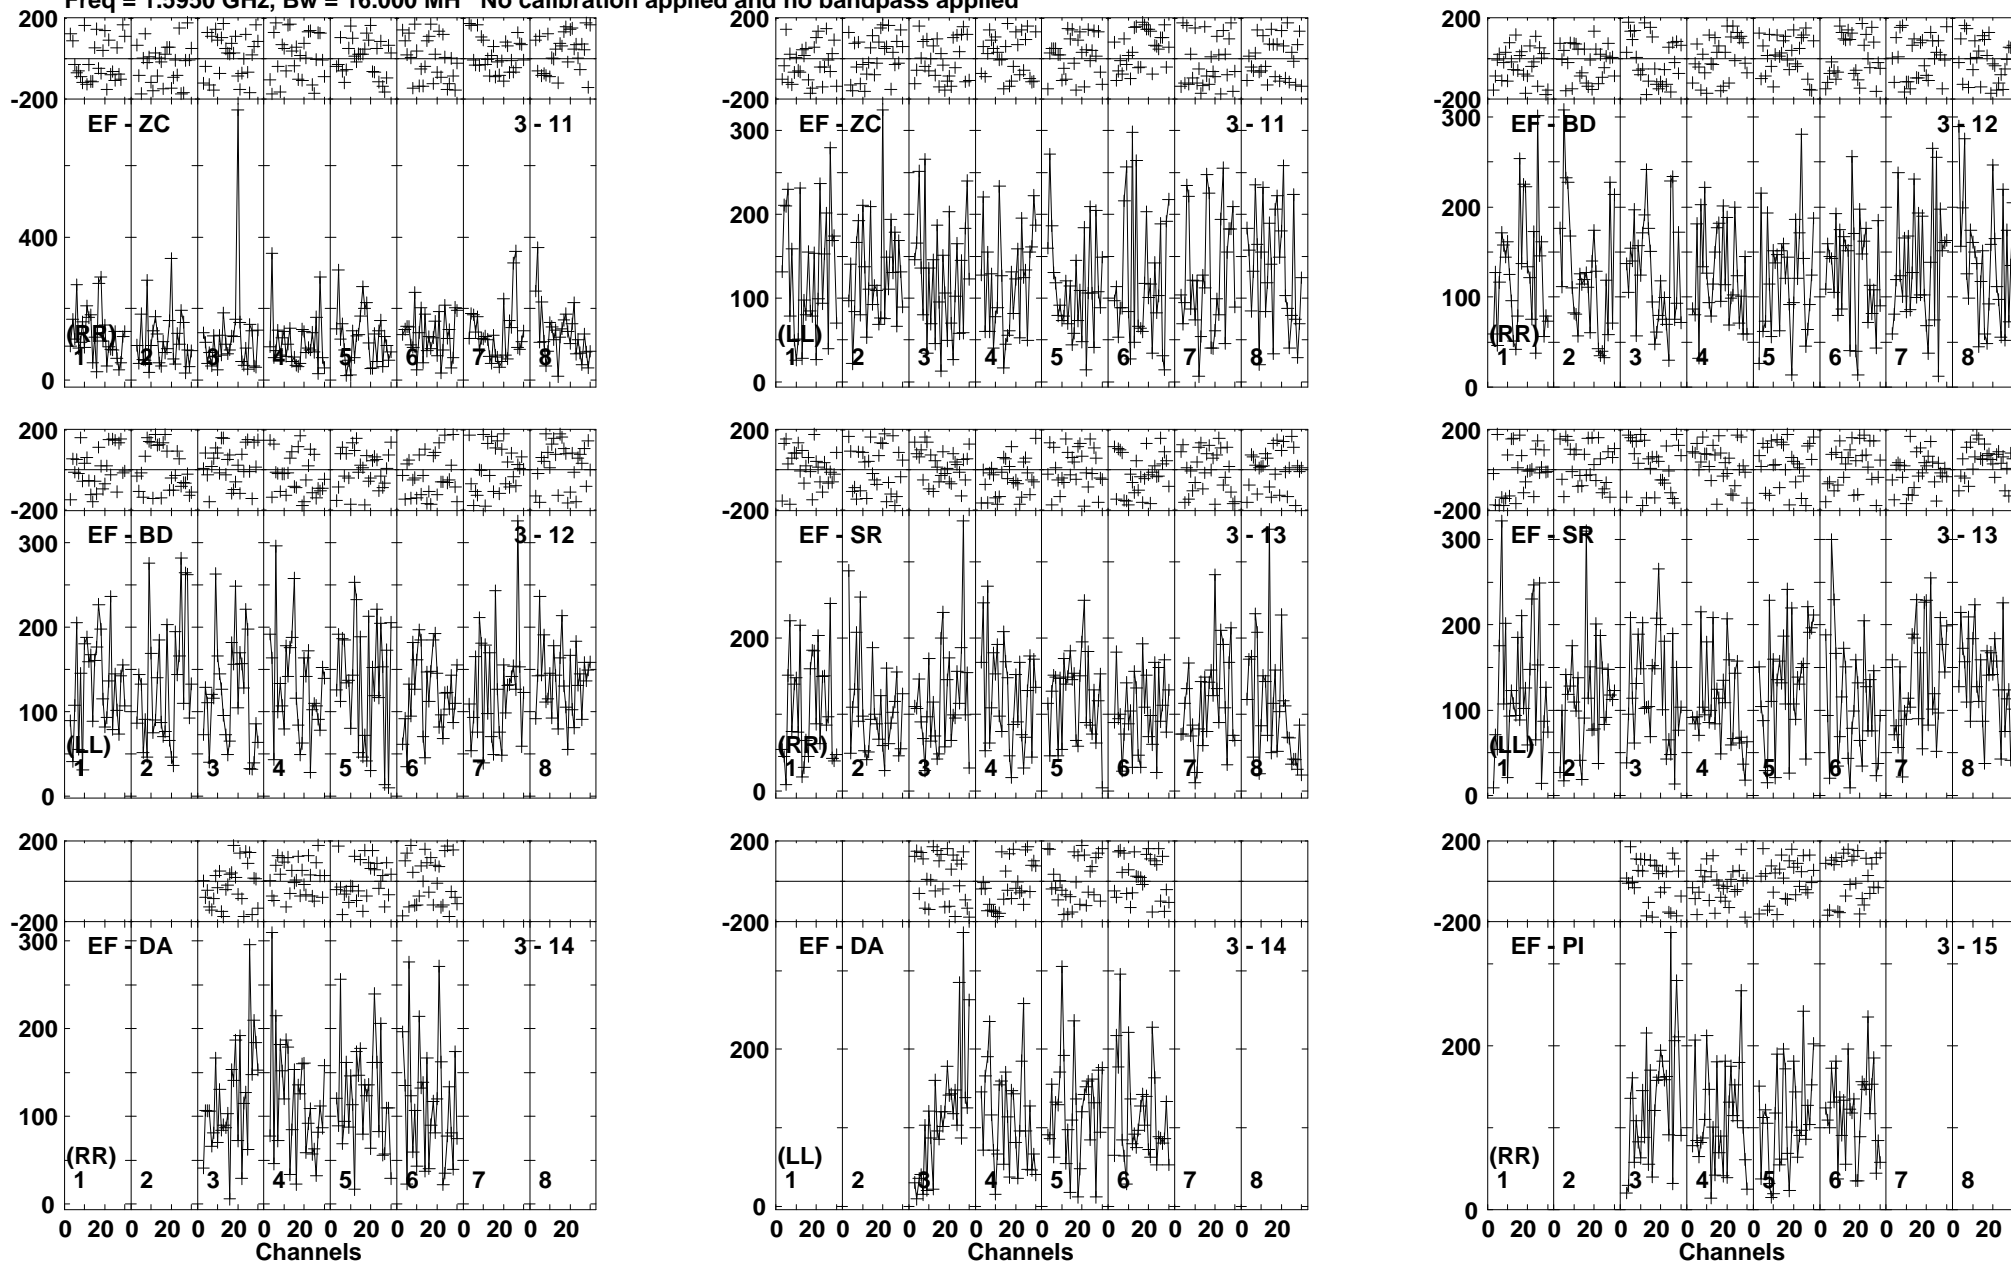 Freq = 1.5950 GHz, Bw = 16.000 MH No calibration applied and no bandpass applied
200 200 200
-200 -200 -200
EF - ZC 3 - 11 EF - ZC 3 - 11 EF - BD 3 - 12
300 300
400
200 200
100 100
(RR) (LL) (RR)
1 2 3 4 5 6 7 8 1 2 3 4 5 6 7 8 1 2 3 4 5 6 7 8
0 0 0
200 200 200
-200 -200 -200
EF - BD 3 - 12 EF - SR 3 - 13 EF - SR 3 - 13
300 300
200 200 200
100 100
(LL) (RR) (LL)
1 2 3 4 5 6 7 8 1 2 3 4 5 6 7 8 1 2 3 4 5 6 7 8
0 0 0
200 200 200
-200 -200 -200
EF - DA 3 - 14 EF - DA 3 - 14 EF - PI 3 - 15
300
200 200 200
100
(RR) (LL) (RR)
1 2 3 4 5 6 7 8 1 2 3 4 5 6 7 8 1 2 3 4 5 6 7 8
0 0 0
0 20 0 20 0 20 0 20 0 20 0 20 0 20 0 20 0 20 0 20 0 20 0 20 0 20 0 20 0 20 0 20 0 20 0 20 0 20 0 20 0 20 0 20 0 20 0 20
Channels Channels Channels